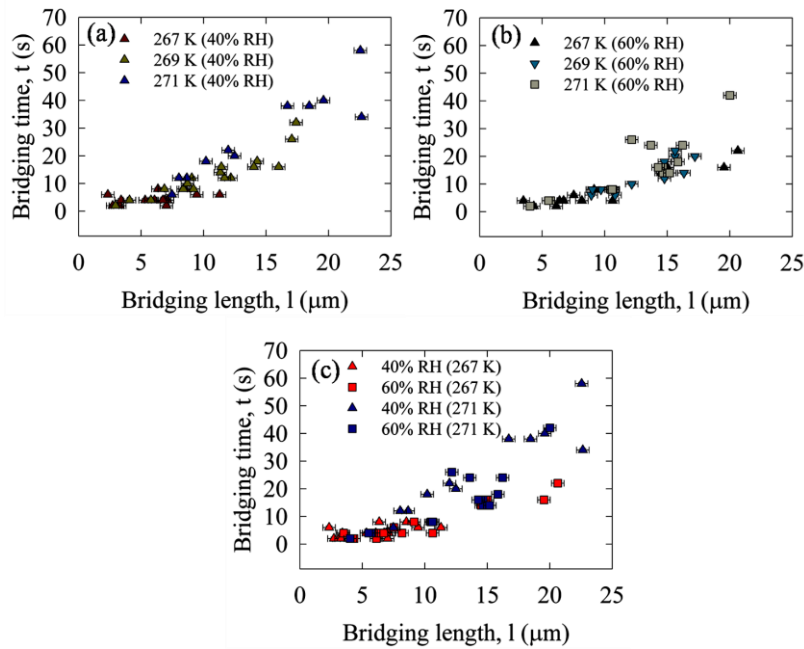 (a)
267 K (40% RH)
269 K (40% RH)
271 K (40% RH)
Bridging time, t (s)
70
60
50
40
30
20
10
0
0 5 10 15 20 25
Bridging length, l (μm)
(b)
267 K (60% RH)
269 K (60% RH)
271 K (60% RH)
Bridging time, t (s)
70
60
50
40
30
20
10
0
0 5 10 15 20 25
Bridging length, l (μm)
(c)
40% RH (267 K)
60% RH (267 K)
40% RH (271 K)
60% RH (271 K)
Bridging time, t (s)
70
60
50
40
30
20
10
0
0 5 10 15 20 25
Bridging length, l (μm)